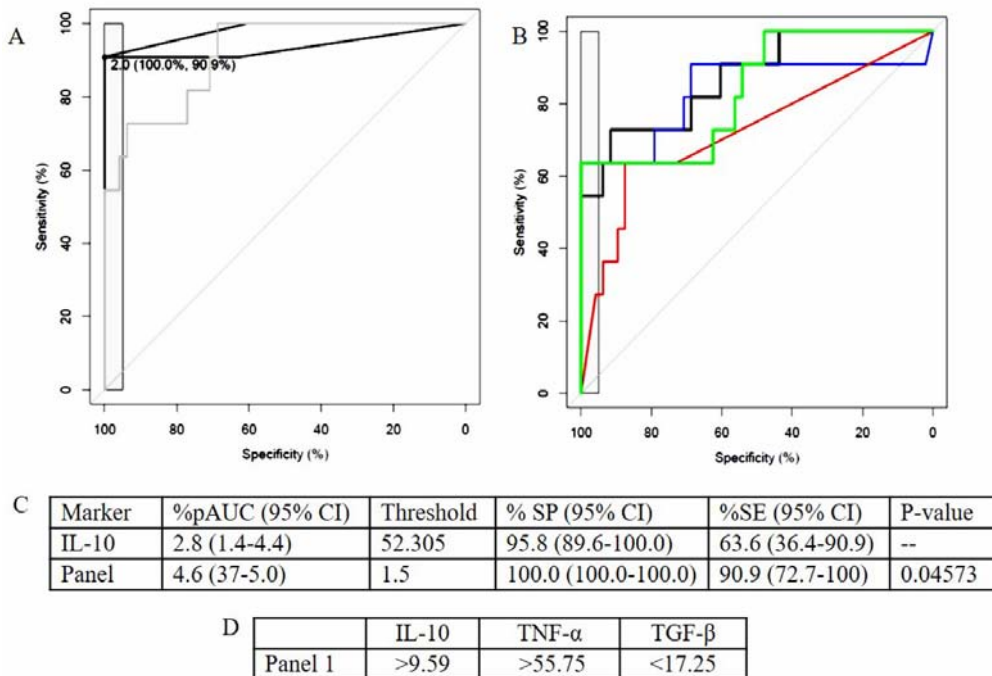 A
100
80
60
40
20
0
Sensitivity (%)
2.0 (100.0%, 90.9%)
100 80 60 40 20 0
Specificity (%)
B
100
80
60
40
20
0
Sensitivity (%)
100 80 60 40 20 0
Specificity (%)
C
Marker %pAUC (95% CI) Threshold % SP (95% CI) %SE (95% CI) P-value
IL-10 2.8 (1.4-4.4) 52.305 95.8 (89.6-100.0) 63.6 (36.4-90.9) --
Panel 4.6 (37-5.0) 1.5 100.0 (100.0-100.0) 90.9 (72.7-100) 0.04573
D
IL-10 TNF-α TGF-β
Panel 1 >9.59 >55.75 <17.25